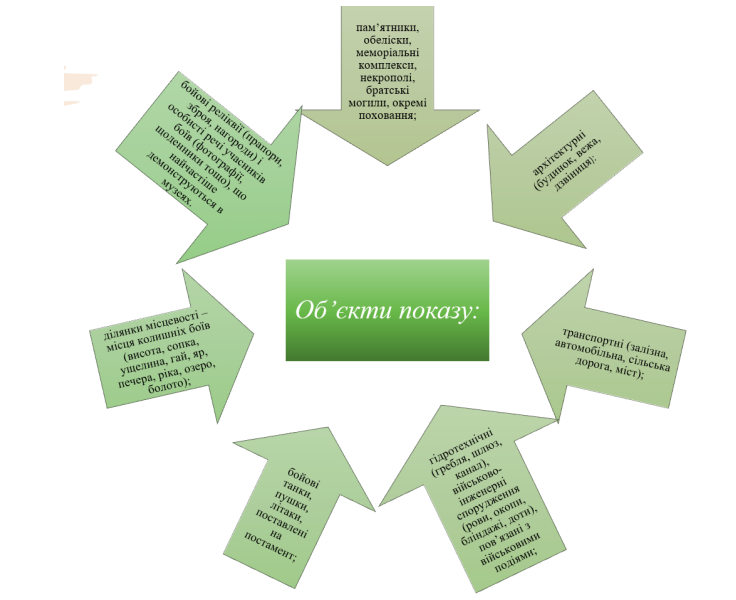 пам’ятники,
обеліски,
меморіальні
комплекси,
некрополі,
братські
могили, окремі
поховання;
архітектурні
(будинок, вежа,
дзвіниця);
транспортні (залізна,
автомобільна, сільська
дорога, міст);
гідротехнічні
(гребля, шлюз,
канал),
військово-
інженерні
спорудження
(рови, окопи,
бліндажі, доти),
пов’язані з
військовими
подіями;
бойові
танки,
пушки,
літаки,
поставлені
на
постамент;
ділянки місцевості –
місця колишніх боїв
(висота, сопка,
ущелина, гай, яр,
печера, ріка, озеро,
болото);
бойові реліквії (прапори,
зброя, нагороди) і
особисті речі учасників
боїв (фотографії,
щоденники тощо), що
найчастіше
демонструються в
музеях.
Об’єкти показу: